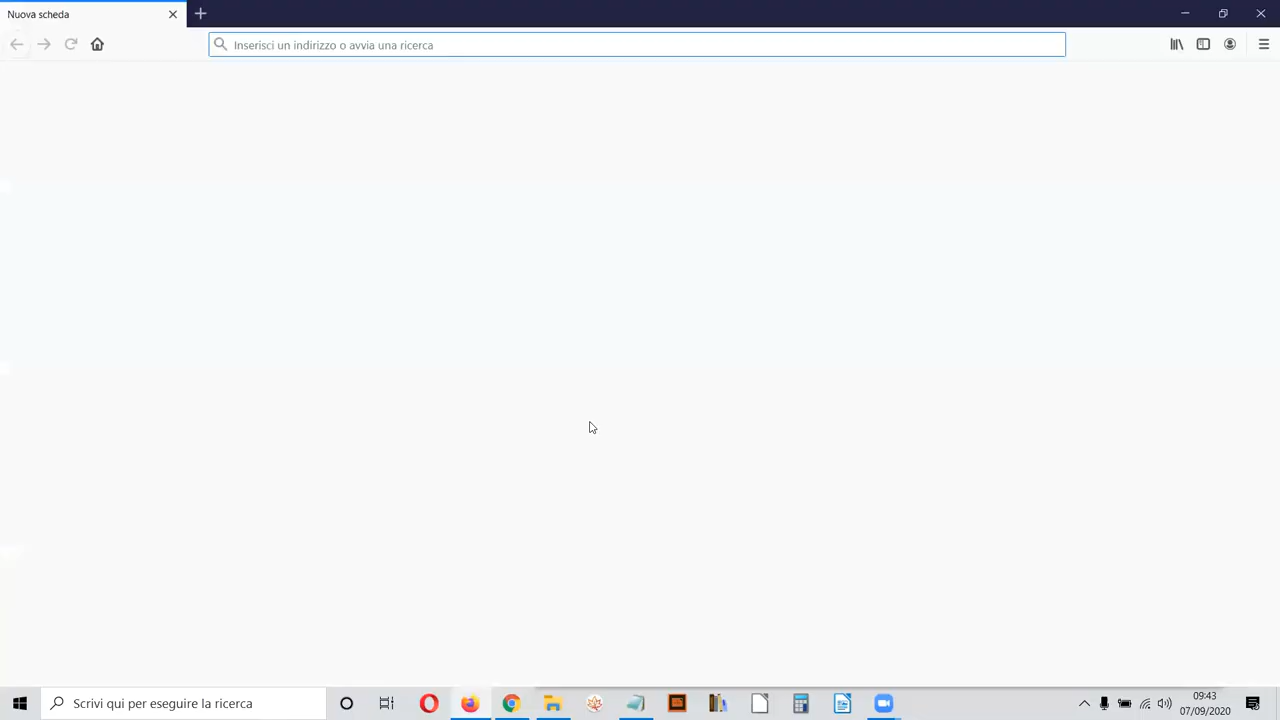 Nuova scheda
Inserisci un indirizzo o avvia una ricerca
Scrivi qui per eseguire la ricerca
09:43
07/09/2020